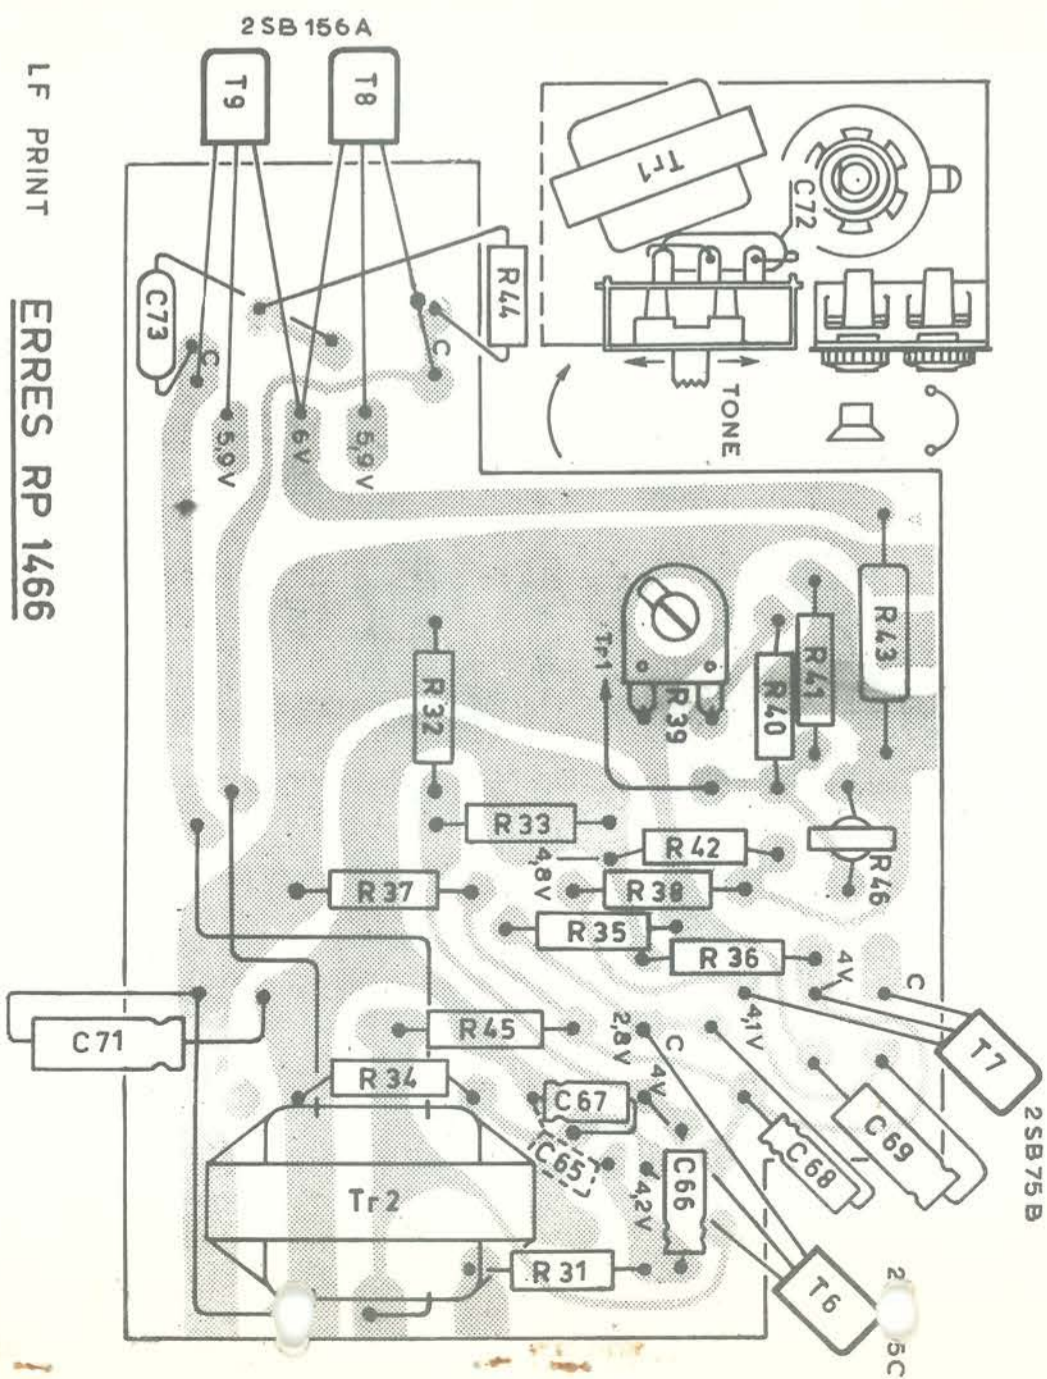 2SB156A
T9
T8
LF PRINT
ERRES RP 1466
Tr1
C72
TONE
C73
R44
C
C
5,9V
6V
5,9V
R43
R41
R40
R39
Tr1
R32
R33
R42
4,8V
R46
R37
R38
R35
R36
4V
C
4,1V
T7
2SB75B
C71
R45
2,8V
C
4V
R34
C67
C65
C66
4,2V
C68
C69
Tr2
R31
T6